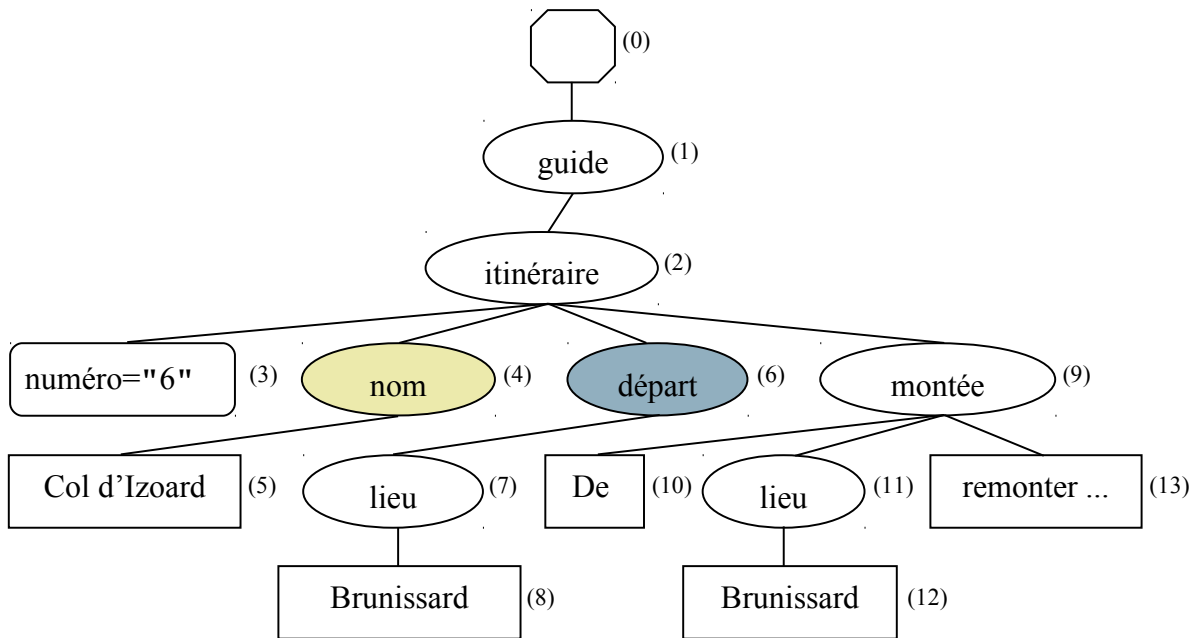 (0)
guide (1)
itinéraire (2)
numéro="6" (3) nom (4) départ (6) montée (9)
Col d’Izoard (5) lieu (7) De (10) lieu (11) remonter ... (13)
Brunissard (8) Brunissard (12)